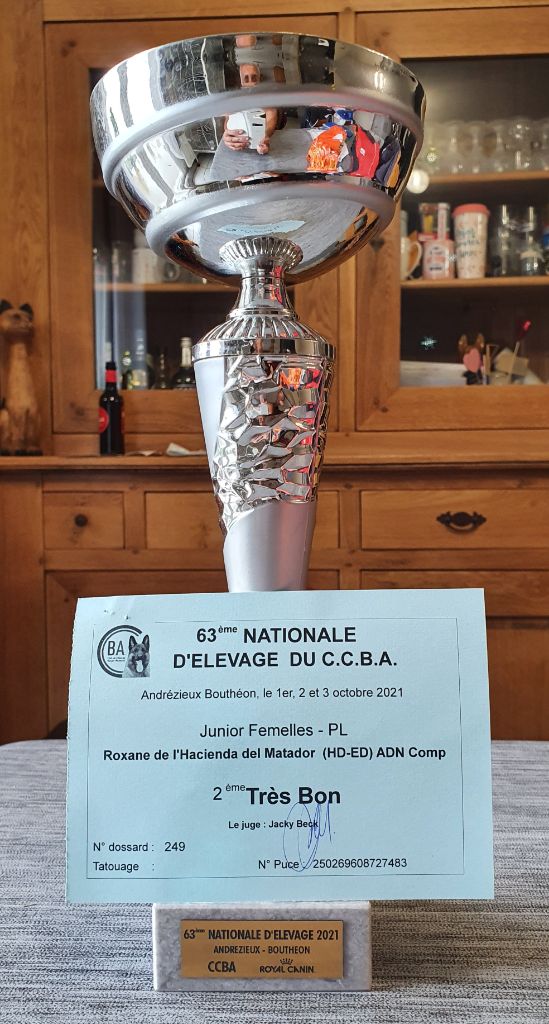 BA
63ème NATIONALE
D'ELEVAGE DU C.C.B.A.
Andrézieux Bouthéon, le 1er, 2 et 3 octobre 2021
Junior Femelles - PL
Roxane de l'Hacienda del Matador (HD-ED) ADN Comp
2 ème Très Bon
Le juge : Jacky Beck
N° dossard : 249
Tatouage :
N° Puce : 250269608727483
63ème NATIONALE D'ELEVAGE 2021
ANDREZIEUX - BOUTHEON
CCBA ROYAL CANIN